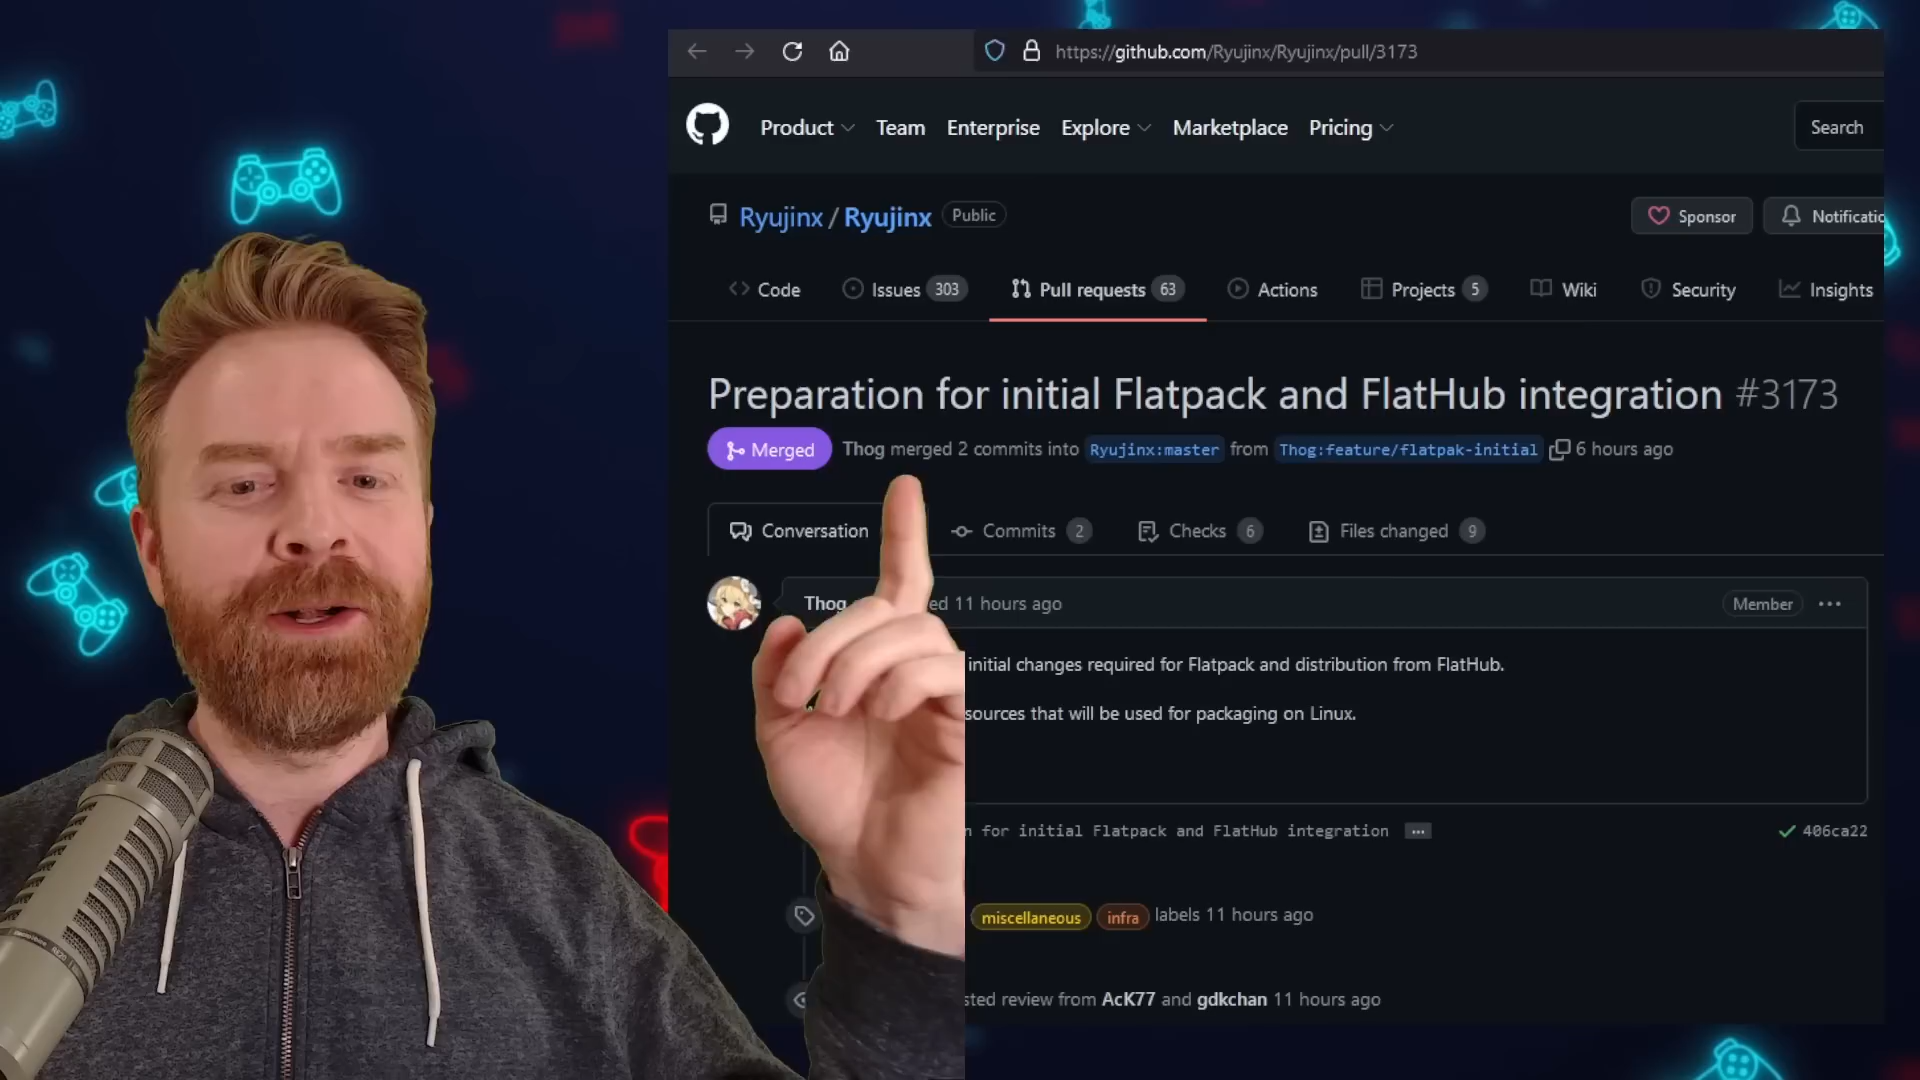 https://github.com/Ryujinx/Ryujinx/pull/3173
Product Team Enterprise Explore Marketplace Pricing Search
Ryujinx / Ryujinx Public Sponsor
Code Issues 303 Pull requests 63 Actions Projects 5 Wiki Security Insights
Preparation for initial Flatpack and FlatHub integration #3173
Merged Thog merged 2 commits into Ryujinx:master from Thog:feature/flatpak-initial 6 hours ago
Conversation Commits 2 Checks 6 Files changed 9
Thog ed 11 hours ago Member
initial changes required for Flatpack and distribution from FlatHub.
sources that will be used for packaging on Linux.
n for initial Flatpack and FlatHub integration ... 406ca22
miscellaneous infra labels 11 hours ago
sted review from AcK77 and gdkchan 11 hours ago